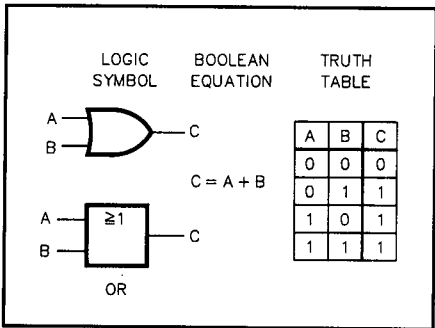 LOGIC SYMBOL
BOOLEAN EQUATION
TRUTH TABLE
A
B
C
C = A + B
A
B
≧1
C
OR
A B C
0 0 0
0 1 1
1 0 1
1 1 1